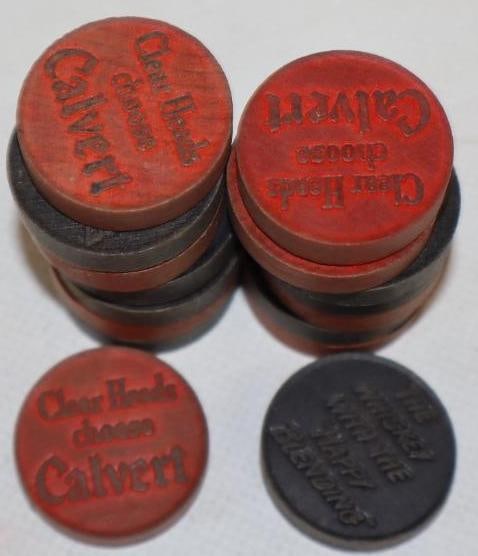 Clear Heads
choose
Calvert
Clear Heads
choose
Calvert
Clear Heads
choose
Calvert
THE
WHISKEY
WITH THE
HAPPY
BLENDING